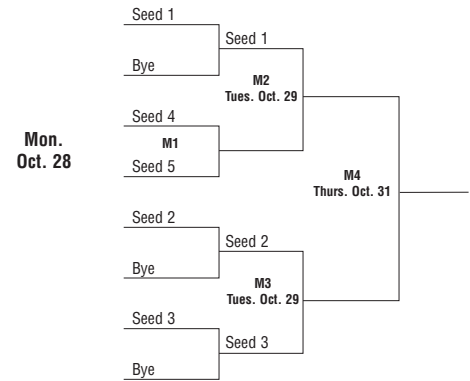 Seed 1
Seed 1
Bye
M2
Tues. Oct. 29
Seed 4
Mon.
Oct. 28
M1
Seed 5
M4
Thurs. Oct. 31
Seed 2
Seed 2
Bye
M3
Tues. Oct. 29
Seed 3
Seed 3
Bye